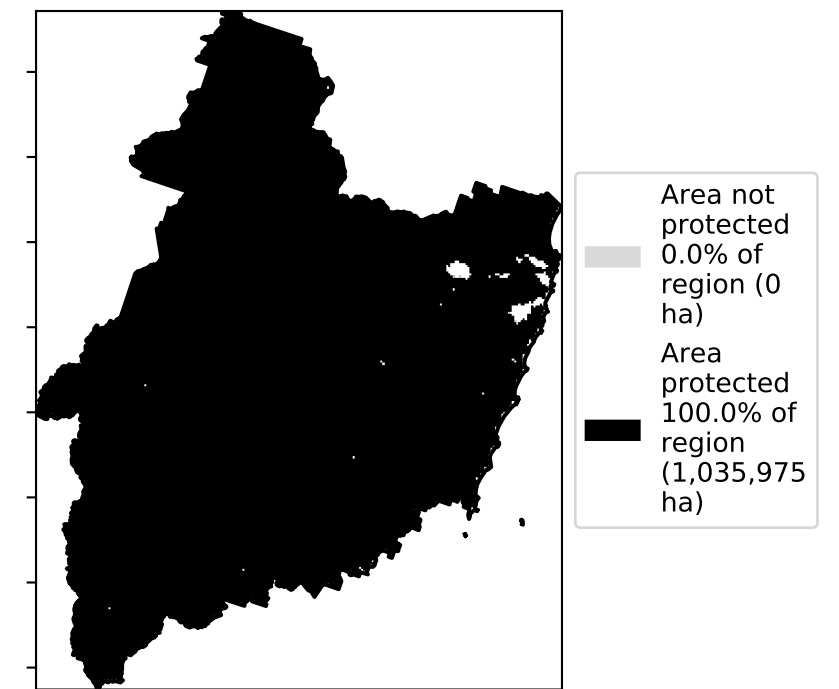 Area not
protected
0.0% of
region (0
ha)
Area
protected
100.0% of
region
(1,035,975
ha)